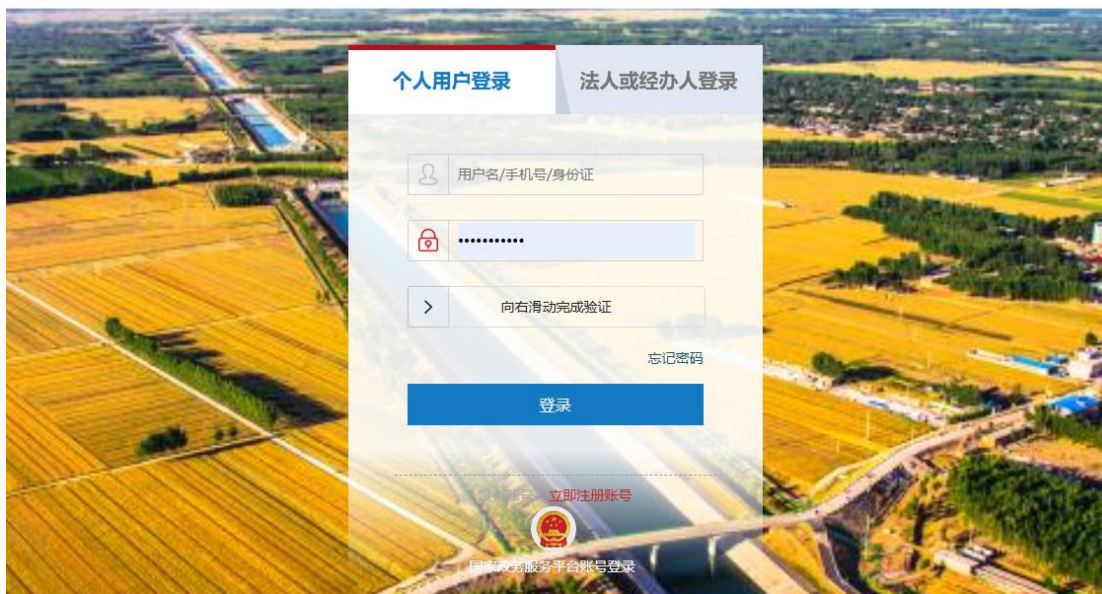 个人用户登录
法人或经办人登录
用户名/手机号/身份证
•••••••••••
向右滑动完成验证
忘记密码
登录
立即注册账号
国家政务服务平台账号登录